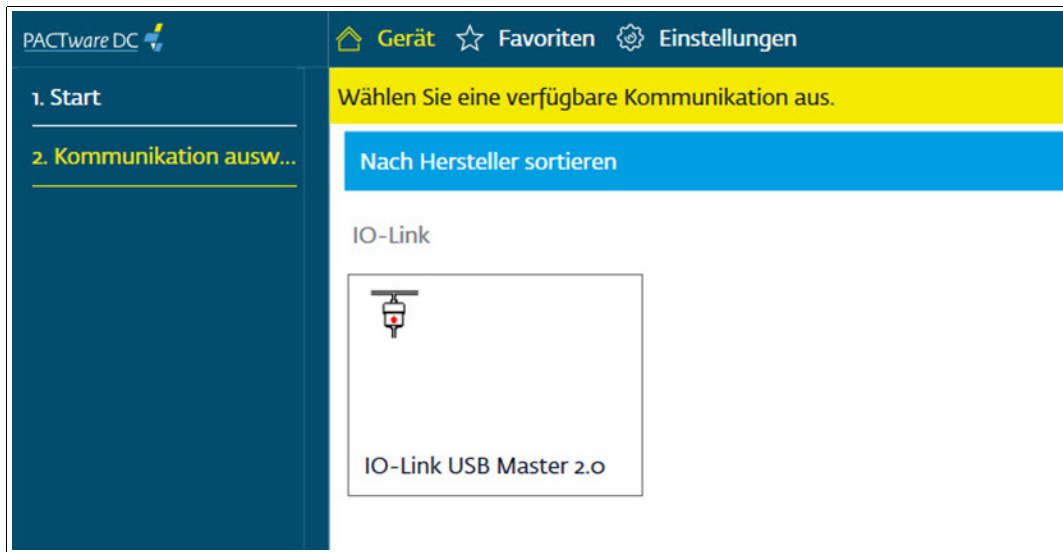 PACTware DC
Gerät Favoriten Einstellungen
1. Start
2. Kommunikation ausw...
Wählen Sie eine verfügbare Kommunikation aus.
Nach Hersteller sortieren
IO-Link
IO-Link USB Master 2.0